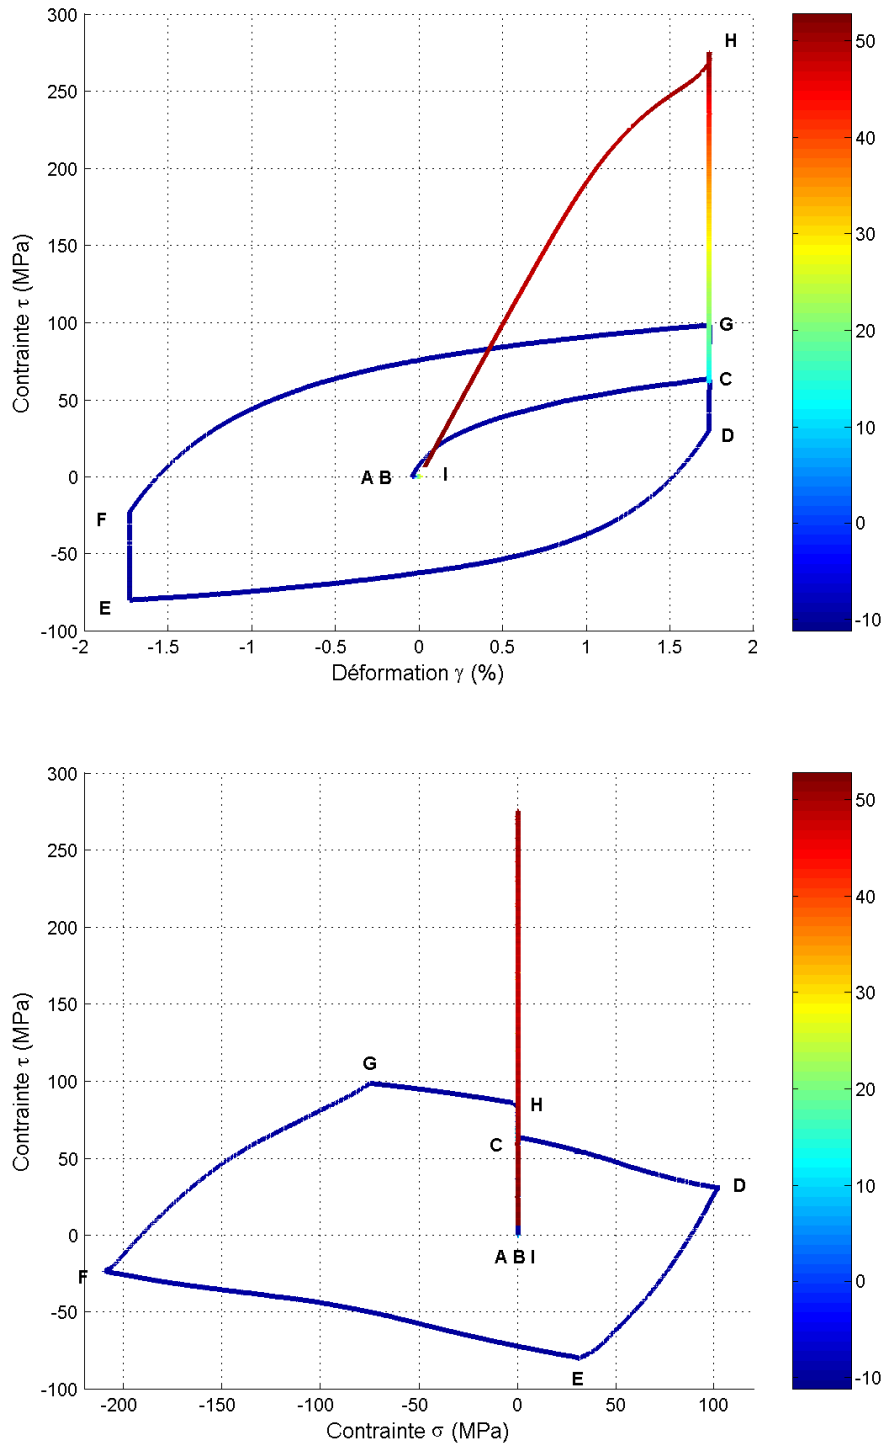 300
250
200
150
100
50
0
-50
-100
Contrainte τ (MPa)
H
G
C
D
A B
I
F
E
-2
-1.5
-1
-0.5
0
0.5
1
1.5
2
Déformation γ (%)
50
40
30
20
10
0
-10
300
250
200
150
100
50
0
-50
-100
Contrainte τ (MPa)
G
H
C
D
A B I
F
E
-200
-150
-100
-50
0
50
100
Contrainte σ (MPa)
50
40
30
20
10
0
-10